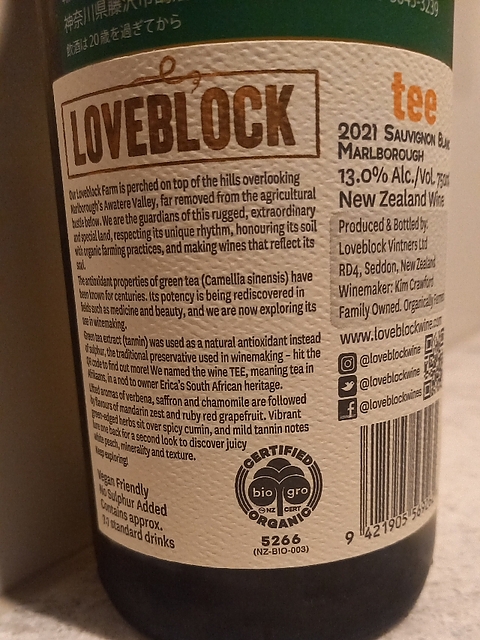 神奈川県藤沢市
飲酒は20歳を過ぎてから
-3239
LOVEBLOCK
Our Loveblock Farm is perched on top of the hills overlooking
Marlborough's Awatere Valley, far removed from the agricultural
bustle below. We are the guardians of this rugged, extraordinary
and special land, respecting its unique rhythm, honouring its soil
with organic farming practices, and making wines that reflect its
soul.
The antioxidant properties of green tea (Camellia sinensis) have
been known for centuries. Its potency is being rediscovered in
fields such as medicine and beauty, and we are now exploring its
use in winemaking.
Green tea extract (tannin) was used as a natural antioxidant instead
of sulphur, the traditional preservative used in winemaking – hit the
QR code to find out more! We named the wine TEE, meaning tea in
Afrikaans, in a nod to owner Erica's South African heritage.
Lifted aromas of verbena, saffron and chamomile are followed
by flavours of mandarin zest and ruby red grapefruit. Vibrant
green-edged herbs sit over spicy cumin, and mild tannin notes
turn one back for a second look to discover juicy
white peach, minerality and texture.
Keep exploring!
Vegan Friendly
No Sulphur Added
Contains approx.
standard drinks
CERTIFIED
bio gro
NZ CERT
ORGANIC
5266
(NZ-BIO-003)
tee
2021 SAUVIGNON
MARLBOROUGH
13.0% Alc./Vol.
New Zealand Wine
Produced & Bottled by:
Loveblock Vintners Ltd
RD4, Seddon, New Zealand
Winemaker: Kim Crawford
Family Owned. Organically
www.loveblockwine.com
@loveblockwine
@loveblockwine
@loveblockwines
9 421905